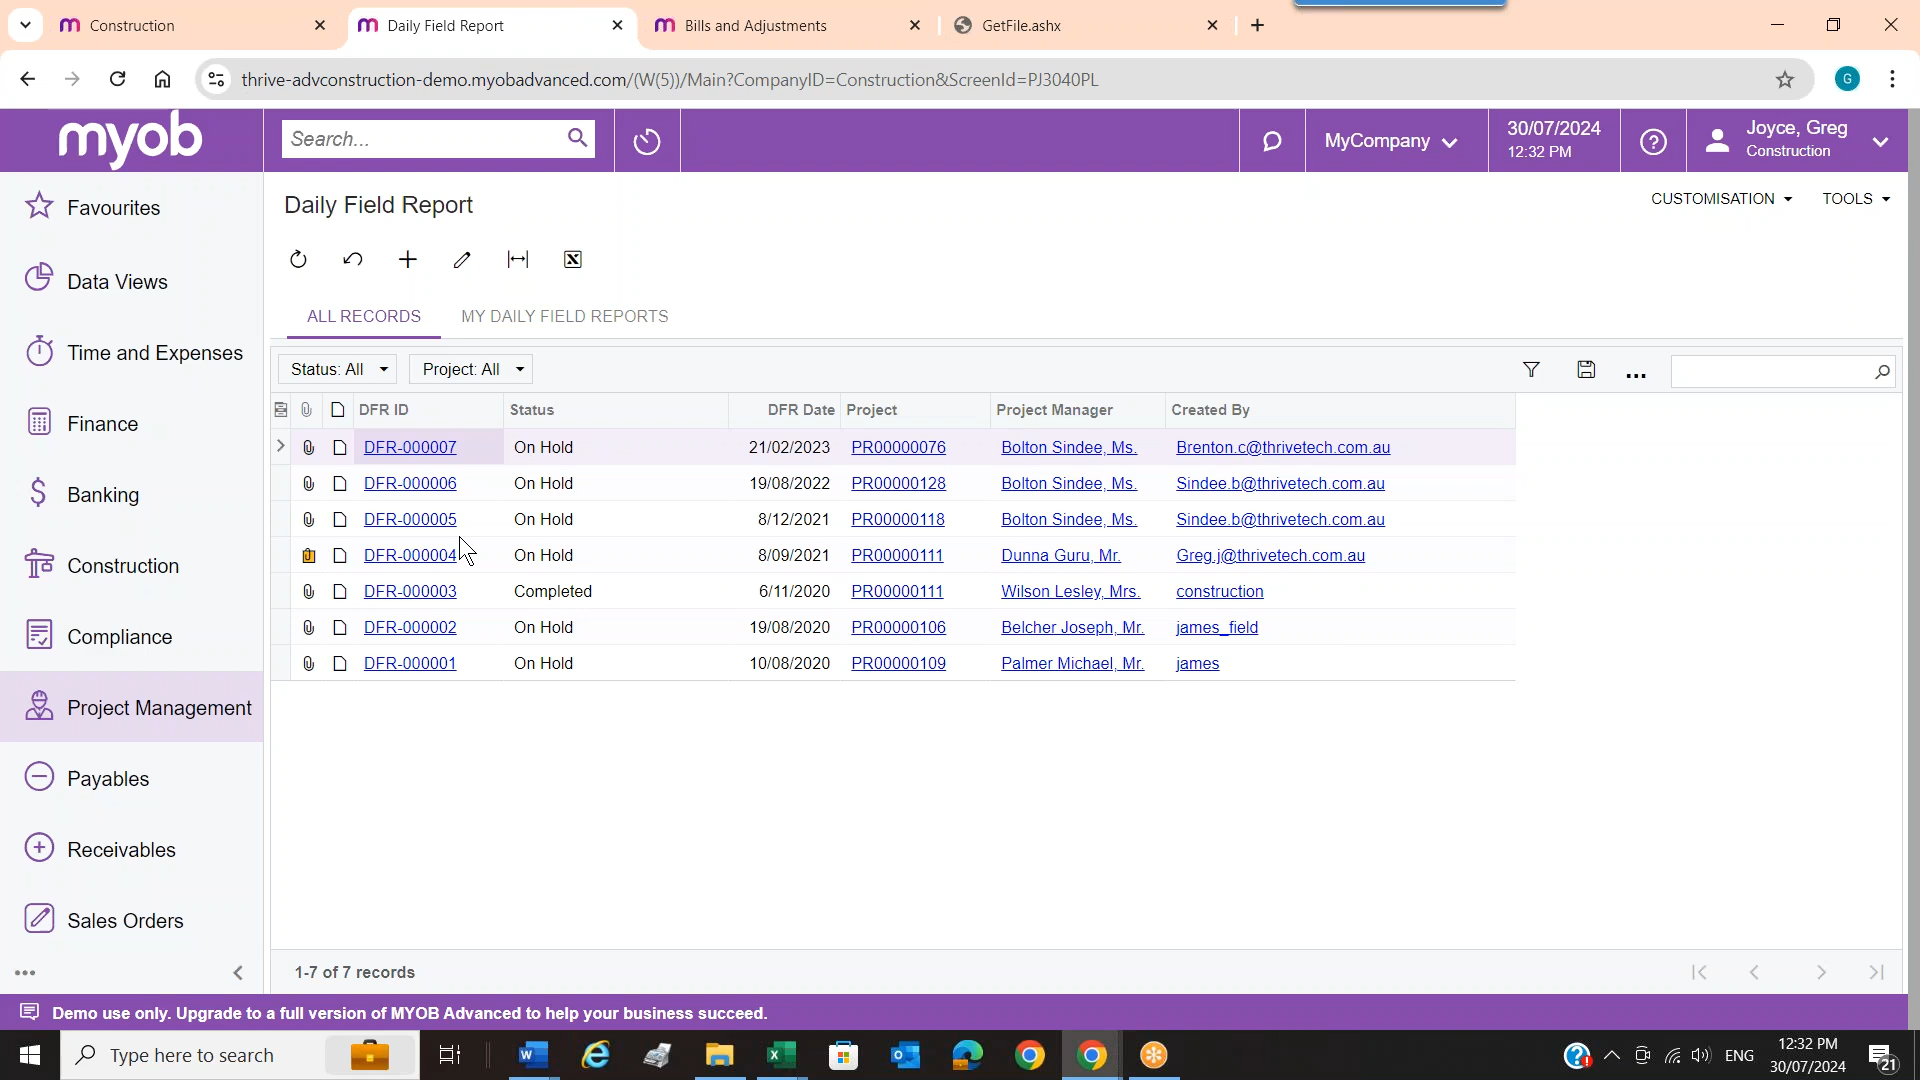 Construction
Daily Field Report
Bills and Adjustments
GetFile.ashx
thrive-advconstruction-demo.myobadvanced.com/(W(5))/Main?CompanyID=Construction&ScreenId=PJ3040PL
G
myob
Search...
MyCompany
30/07/2024
12:32 PM
Joyce, Greg
Construction
Favourites
Data Views
Time and Expenses
Finance
Banking
Construction
Compliance
Project Management
Payables
Receivables
Sales Orders
Daily Field Report
CUSTOMISATION
TOOLS
ALL RECORDS
MY DAILY FIELD REPORTS
Status: All
Project: All
DFR ID Status DFR Date Project Project Manager Created By
DFR-000007 On Hold 21/02/2023 PR00000076 Bolton Sindee, Ms. Brenton.c@thrivetech.com.au
DFR-000006 On Hold 19/08/2022 PR00000128 Bolton Sindee, Ms. Sindee.b@thrivetech.com.au
DFR-000005 On Hold 8/12/2021 PR00000118 Bolton Sindee, Ms. Sindee.b@thrivetech.com.au
DFR-000004 On Hold 8/09/2021 PR00000111 Dunna Guru, Mr. Greg.j@thrivetech.com.au
DFR-000003 Completed 6/11/2020 PR00000111 Wilson Lesley, Mrs. construction
DFR-000002 On Hold 19/08/2020 PR00000106 Belcher Joseph, Mr. james_field
DFR-000001 On Hold 10/08/2020 PR00000109 Palmer Michael, Mr. james
1-7 of 7 records
Demo use only. Upgrade to a full version of MYOB Advanced to help your business succeed.
Type here to search
ENG
12:32 PM
30/07/2024
21